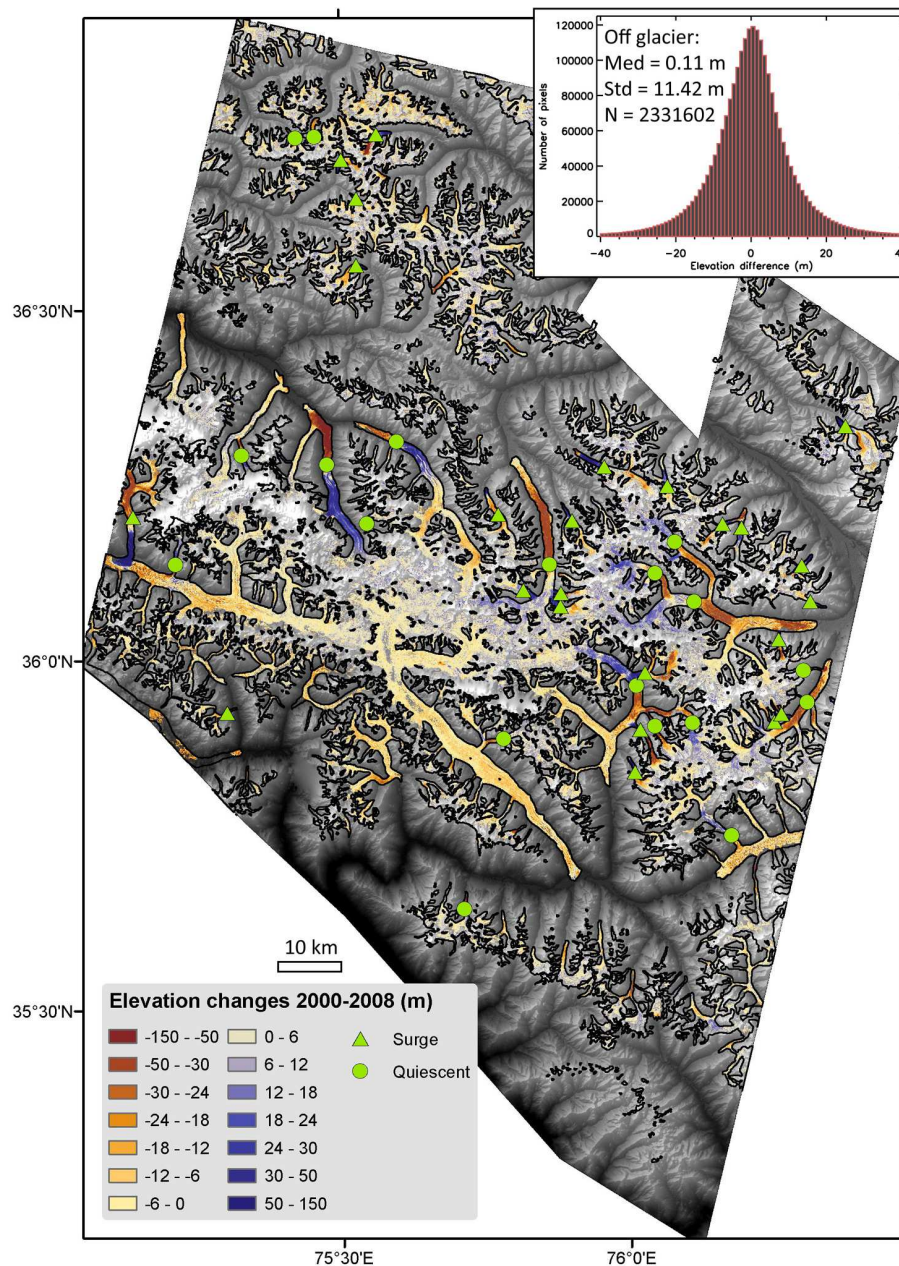 120000
100000
80000
60000
40000
20000
0
Number of pixels
Off glacier:
Med = 0.11 m
Std = 11.42 m
N = 2331602
-40 -20 0 20 4
Elevation difference (m)
36°30'N
36°0'N
35°30'N
10 km
Elevation changes 2000-2008 (m)
-150 - -50
-50 - -30
-30 - -24
-24 - -18
-18 - -12
-12 - -6
-6 - 0
0 - 6
6 - 12
12 - 18
18 - 24
24 - 30
30 - 50
50 - 150
Surge
Quiescent
75°30'E
76°0'E